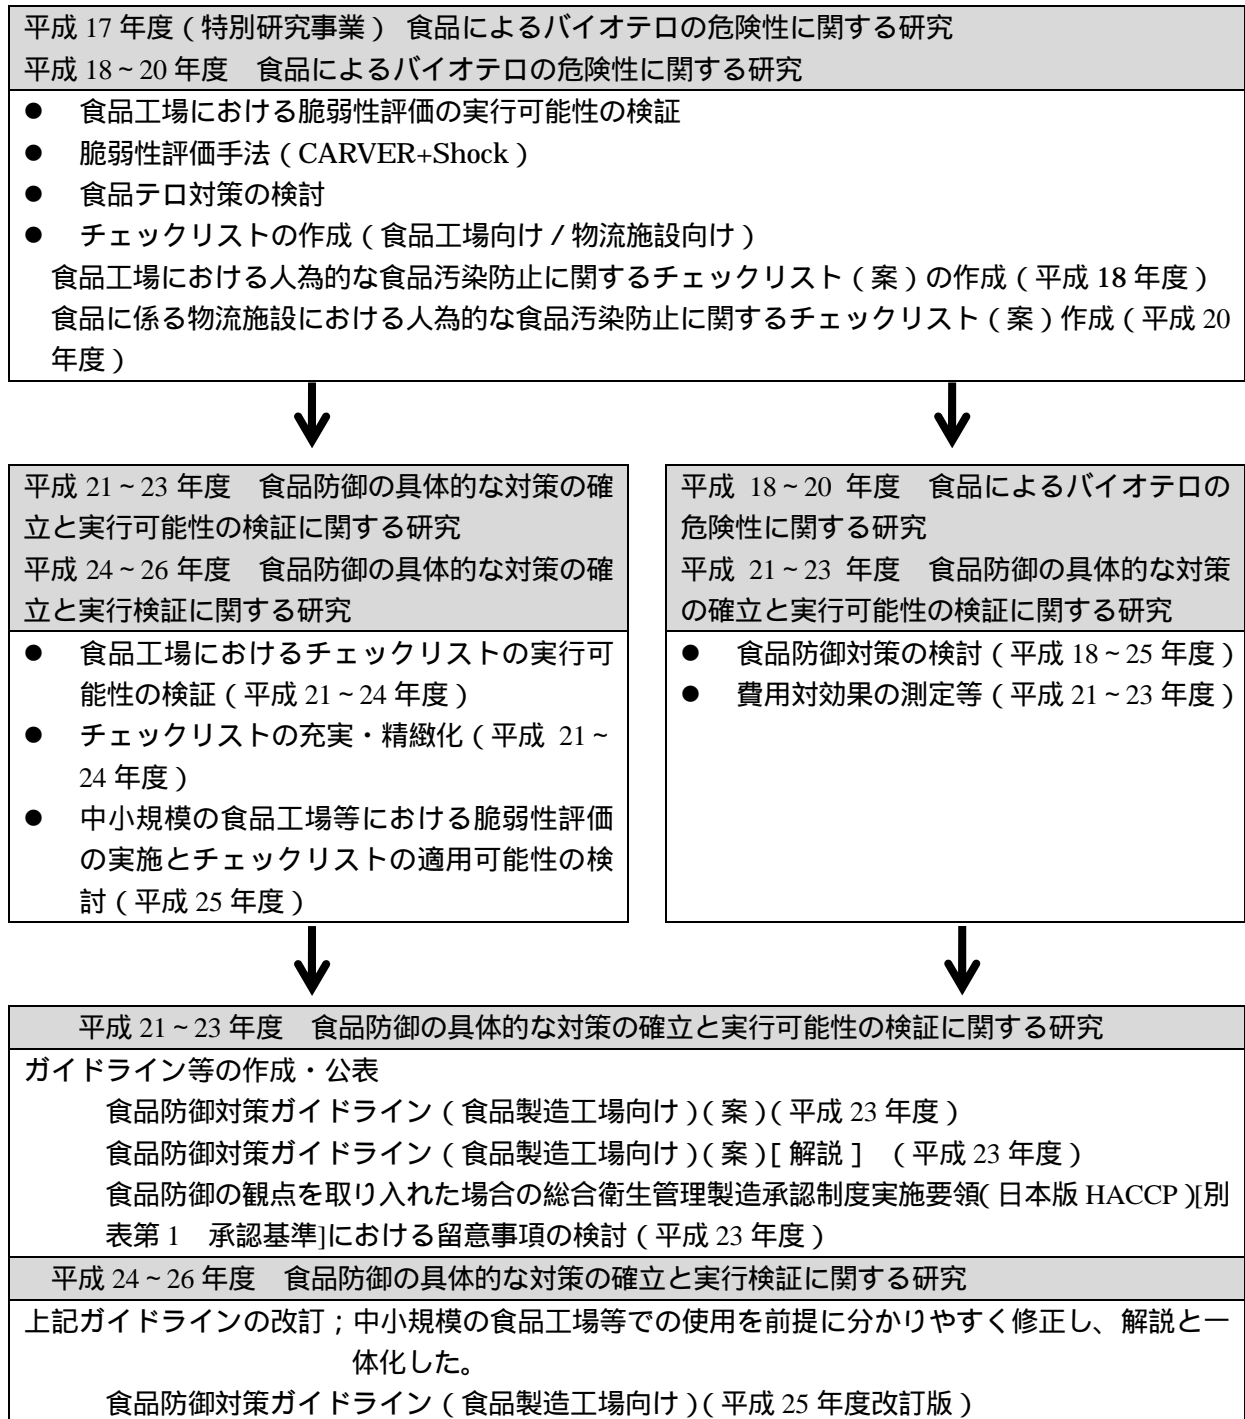 平成 17 年度（特別研究事業） 食品によるバイオテロの危険性に関する研究
平成 18～20 年度　食品によるバイオテロの危険性に関する研究
● 食品工場における脆弱性評価の実行可能性の検証
● 脆弱性評価手法（CARVER+Shock）
● 食品テロ対策の検討
● チェックリストの作成（食品工場向け／物流施設向け）
食品工場における人為的な食品汚染防止に関するチェックリスト（案）の作成（平成 18 年度）
食品に係る物流施設における人為的な食品汚染防止に関するチェックリスト（案）作成（平成 20
年度）
平成 21～23 年度　食品防御の具体的な対策の確
立と実行可能性の検証に関する研究
平成 24～26 年度　食品防御の具体的な対策の確
立と実行検証に関する研究
● 食品工場におけるチェックリストの実行可
能性の検証（平成 21～24 年度）
● チェックリストの充実・精緻化（平成 21～
24 年度）
● 中小規模の食品工場等における脆弱性評価
の実施とチェックリストの適用可能性の検
討（平成 25 年度）
平成 18～20 年度　食品によるバイオテロの
危険性に関する研究
平成 21～23 年度　食品防御の具体的な対策
の確立と実行可能性の検証に関する研究
● 食品防御対策の検討（平成 18～25 年度）
● 費用対効果の測定等（平成 21～23 年度）
平成 21～23 年度　食品防御の具体的な対策の確立と実行可能性の検証に関する研究
ガイドライン等の作成・公表
食品防御対策ガイドライン（食品製造工場向け）（案）（平成 23 年度）
食品防御対策ガイドライン（食品製造工場向け）（案）[解説]　（平成 23 年度）
食品防御の観点を取り入れた場合の総合衛生管理製造承認制度実施要領（日本版 HACCP）[別
表第 1　承認基準]における留意事項の検討（平成 23 年度）
平成 24～26 年度　食品防御の具体的な対策の確立と実行検証に関する研究
上記ガイドラインの改訂；中小規模の食品工場等での使用を前提に分かりやすく修正し、解説と一
体化した。
食品防御対策ガイドライン（食品製造工場向け）（平成 25 年度改訂版）